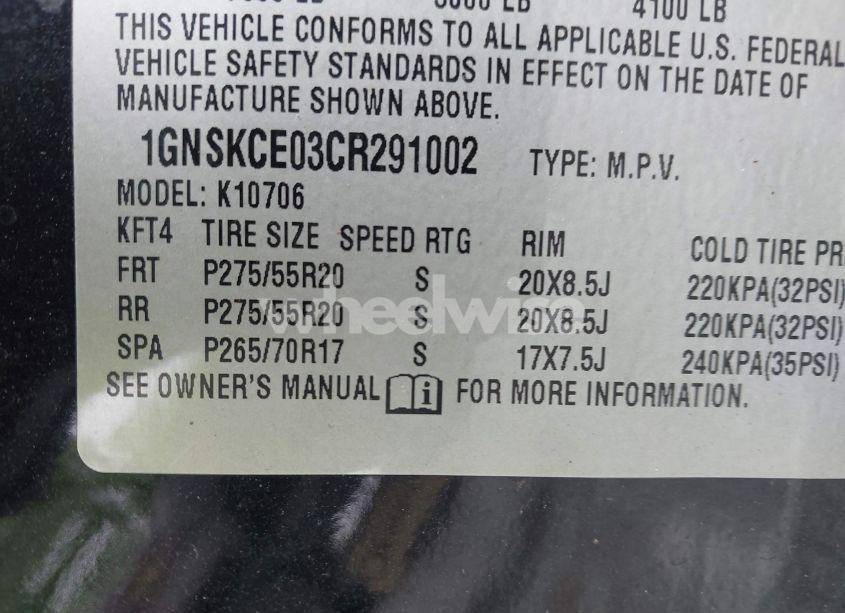 4100 LB
THIS VEHICLE CONFORMS TO ALL APPLICABLE U.S. FEDERAL
VEHICLE SAFETY STANDARDS IN EFFECT ON THE DATE OF
MANUFACTURE SHOWN ABOVE.
1GNSKCE03CR291002 TYPE: M.P.V.
MODEL: K10706
KFT4 TIRE SIZE SPEED RTG RIM COLD TIRE PR
FRT P275/55R20 S 20X8.5J 220KPA(32PSI)
RR P275/55R20 S 20X8.5J 220KPA(32PSI)
SPA P265/70R17 S 17X7.5J 240KPA(35PSI)
SEE OWNER'S MANUAL i FOR MORE INFORMATION.
wheelwire